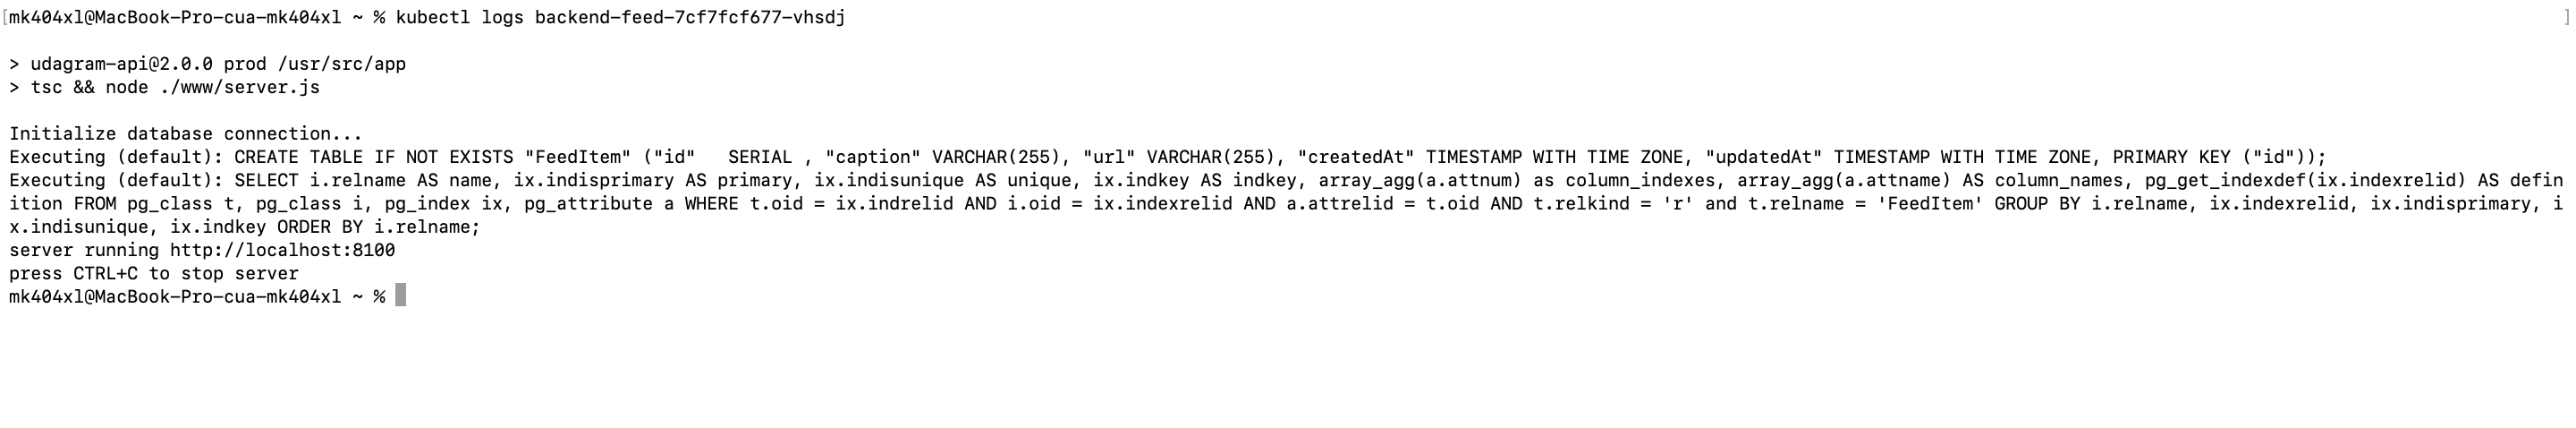 [mk404xl@MacBook-Pro-cua-mk404xl ~ % kubectl logs backend-feed-7cf7fcf677-vhsdj ]
> udagram-api@2.0.0 prod /usr/src/app
> tsc && node ./www/server.js
Initialize database connection...
Executing (default): CREATE TABLE IF NOT EXISTS "FeedItem" ("id"   SERIAL , "caption" VARCHAR(255), "url" VARCHAR(255), "createdAt" TIMESTAMP WITH TIME ZONE, "updatedAt" TIMESTAMP WITH TIME ZONE, PRIMARY KEY ("id"));
Executing (default): SELECT i.relname AS name, ix.indisprimary AS primary, ix.indisunique AS unique, ix.indkey AS indkey, array_agg(a.attnum) as column_indexes, array_agg(a.attname) AS column_names, pg_get_indexdef(ix.indexrelid) AS defin
ition FROM pg_class t, pg_class i, pg_index ix, pg_attribute a WHERE t.oid = ix.indrelid AND i.oid = ix.indexrelid AND a.attrelid = t.oid AND t.relkind = 'r' and t.relname = 'FeedItem' GROUP BY i.relname, ix.indexrelid, ix.indisprimary, i
x.indisunique, ix.indkey ORDER BY i.relname;
server running http://localhost:8100
press CTRL+C to stop server
mk404xl@MacBook-Pro-cua-mk404xl ~ %